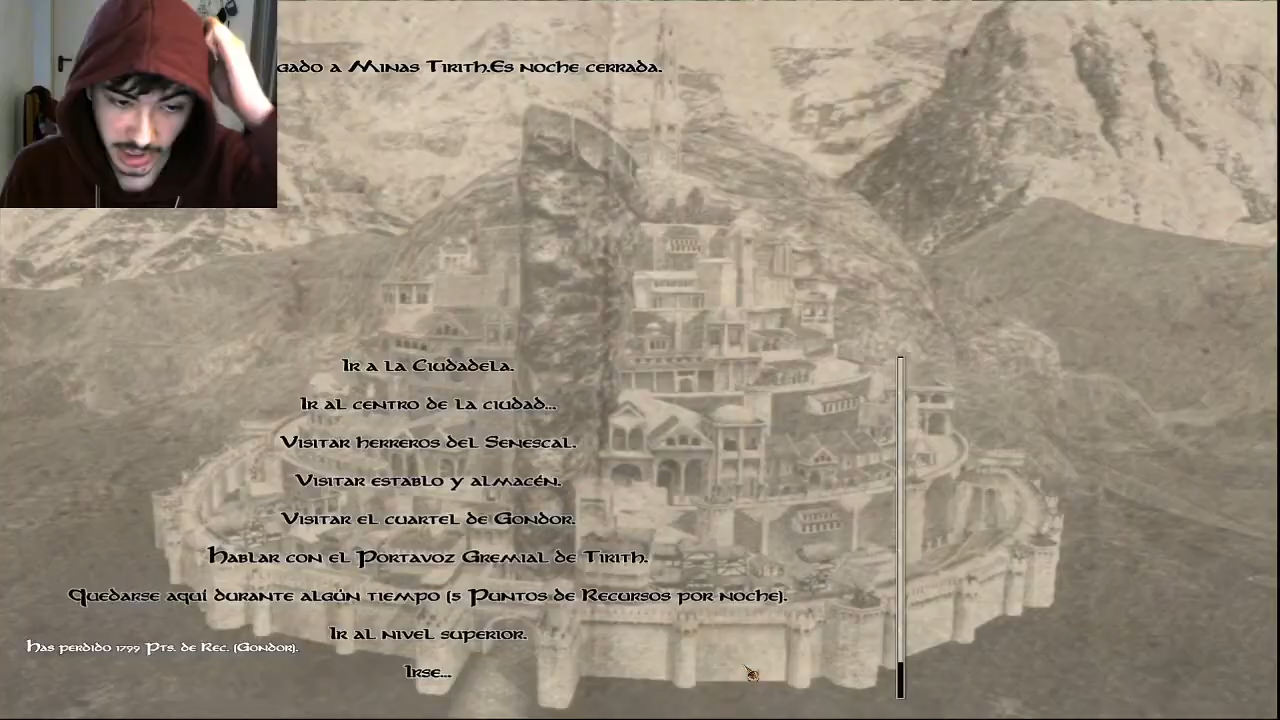 gado a Minas Tirith.Es noche cerrada.
Ir a la Ciudadela.
Ir al centro de la ciudad...
Visitar herreros del Senescal.
Visitar establo y almacén.
Visitar el cuartel de Gondor.
Hablar con el Portavoz Gremial de Tirith.
Quedarse aquí durante algún tiempo (5 Puntos de Recursos por noche).
Ir al nivel superior.
Has perdido 1799 Pts. de Rec. (Gondor).
Irse...